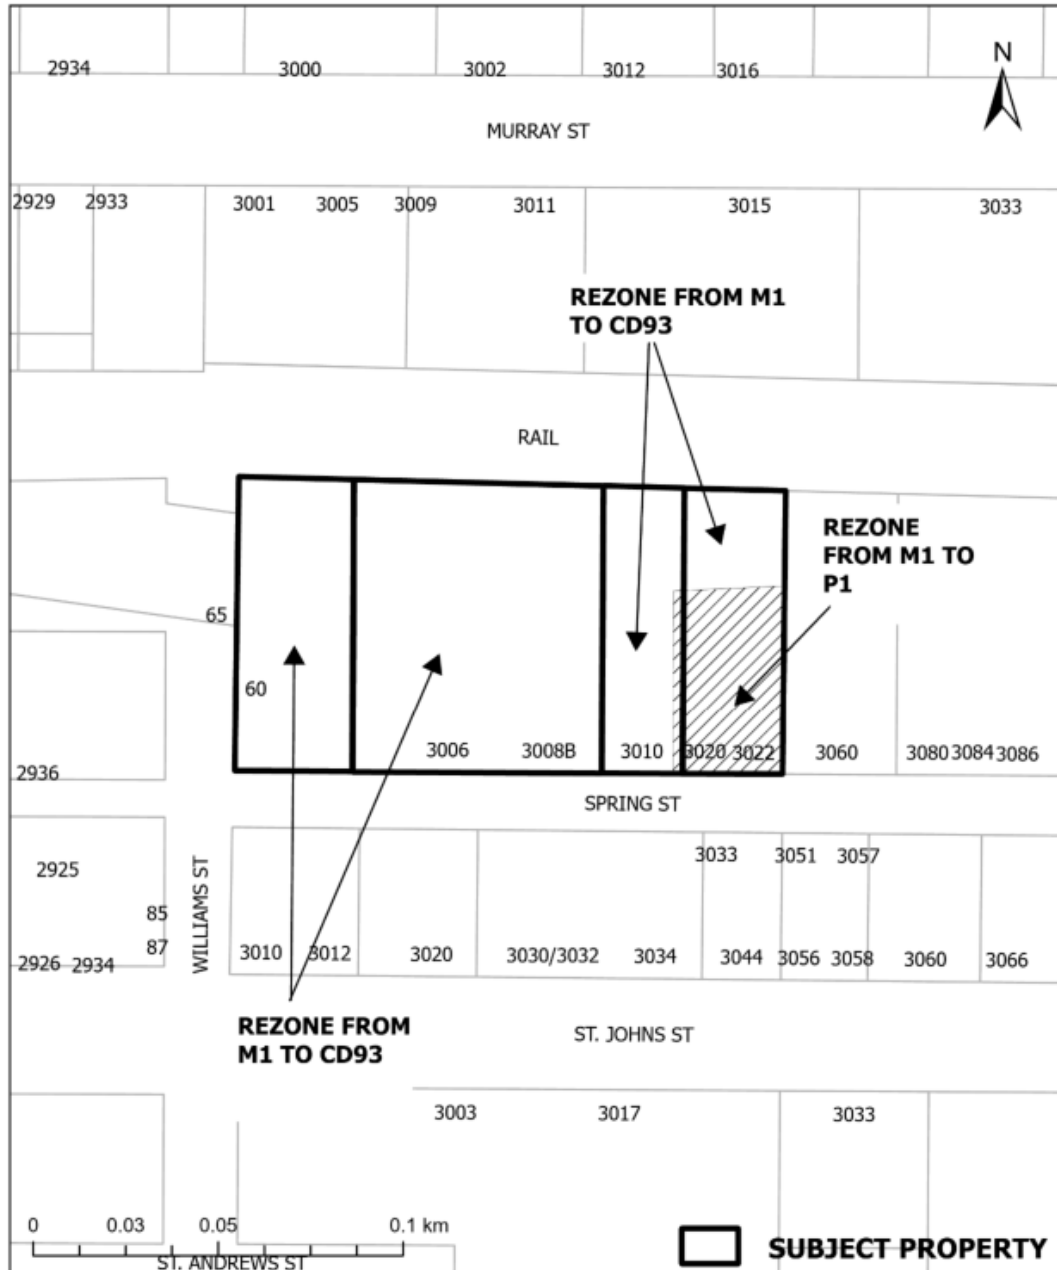 2934 3000 3002 3012 3016
N
MURRAY ST
2929 2933 3001 3005 3009 3011 3015 3033
REZONE FROM M1
TO CD93
RAIL
REZONE
FROM M1 TO
P1
65
60
3006 3008B 3010 3020 3022 3060 3080 3084 3086
2936
SPRING ST
3033 3051 3057
2925
85
WILLIAMS ST
87
3010 3012 3020 3030/3032 3034 3044 3056 3058 3060 3066
2926 2934
REZONE FROM
M1 TO CD93
ST. JOHNS ST
3003 3017 3033
0 0.03 0.05 0.1 km
ST. ANDREWS ST
SUBJECT PROPERTY